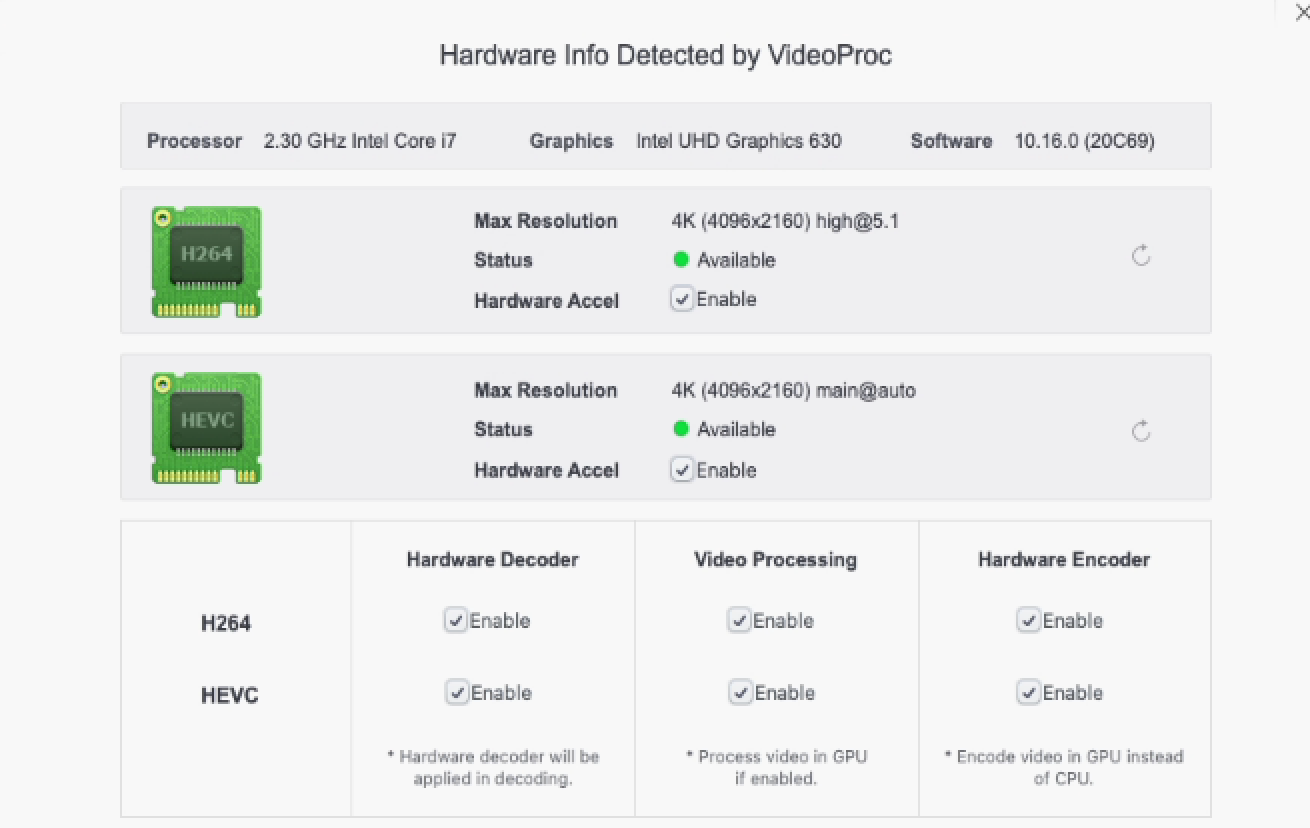 Hardware Info Detected by VideoProc
Processor 2.30 GHz Intel Core i7 Graphics Intel UHD Graphics 630 Software 10.16.0 (20C69)
H264
Max Resolution 4K (4096x2160) high@5.1
Status Available
Hardware Accel Enable
HEVC
Max Resolution 4K (4096x2160) main@auto
Status Available
Hardware Accel Enable
Hardware Decoder Video Processing Hardware Encoder
H264 Enable Enable Enable
HEVC Enable Enable Enable
* Hardware decoder will be
applied in decoding.
* Process video in GPU
if enabled.
* Encode video in GPU instead
of CPU.